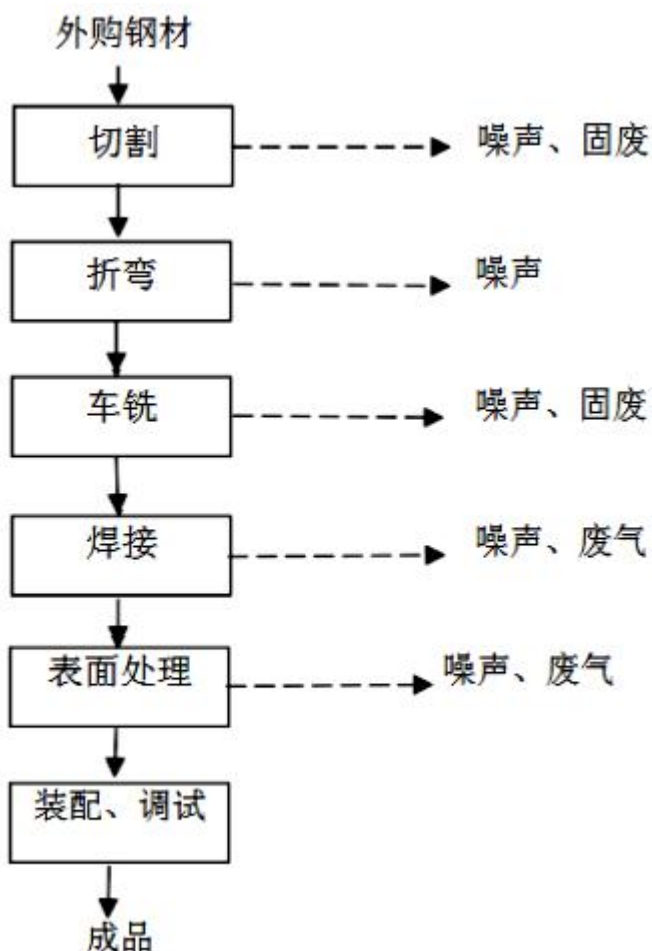 外购钢材
切割
噪声、固废
折弯
噪声
车铣
噪声、固废
焊接
噪声、废气
表面处理
噪声、废气
装配、调试
成品